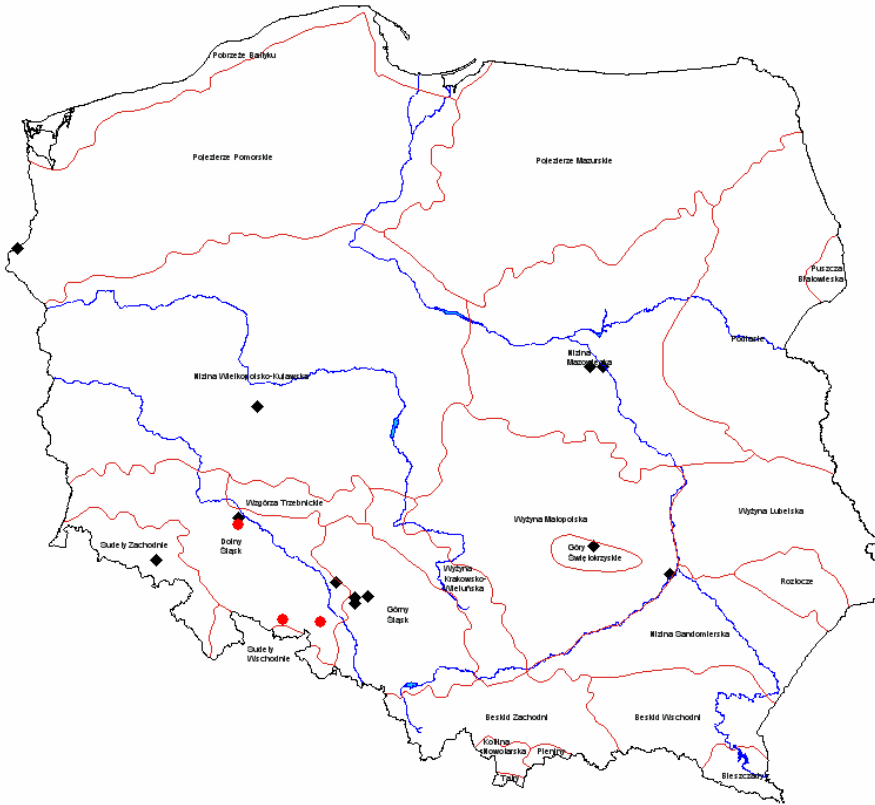 Pobrzeże Bałtyku
Pojezierze Pomorskie
Pojezierze Mazurskie
Puszcza
Białowieska
Podlasie
Nizina
Mazowiecka
Nizina Wielkopolsko-Kujawska
Wzgórza Trzebnickie
Wyżyna Małopolska
Wyżyna Lubelska
Dolny
Śląsk
Sudety Zachodnie
Góry
Świętokrzyskie
Wyżyna
Krakowsko-
Wieluńska
Roztocze
Górny
Śląsk
Nizina Sandomierska
Sudety
Wschodnie
Beskid Zachodni
Beskid Wschodni
Kotlina
Nowotarska
Pieniny
Tatry
Bieszczady